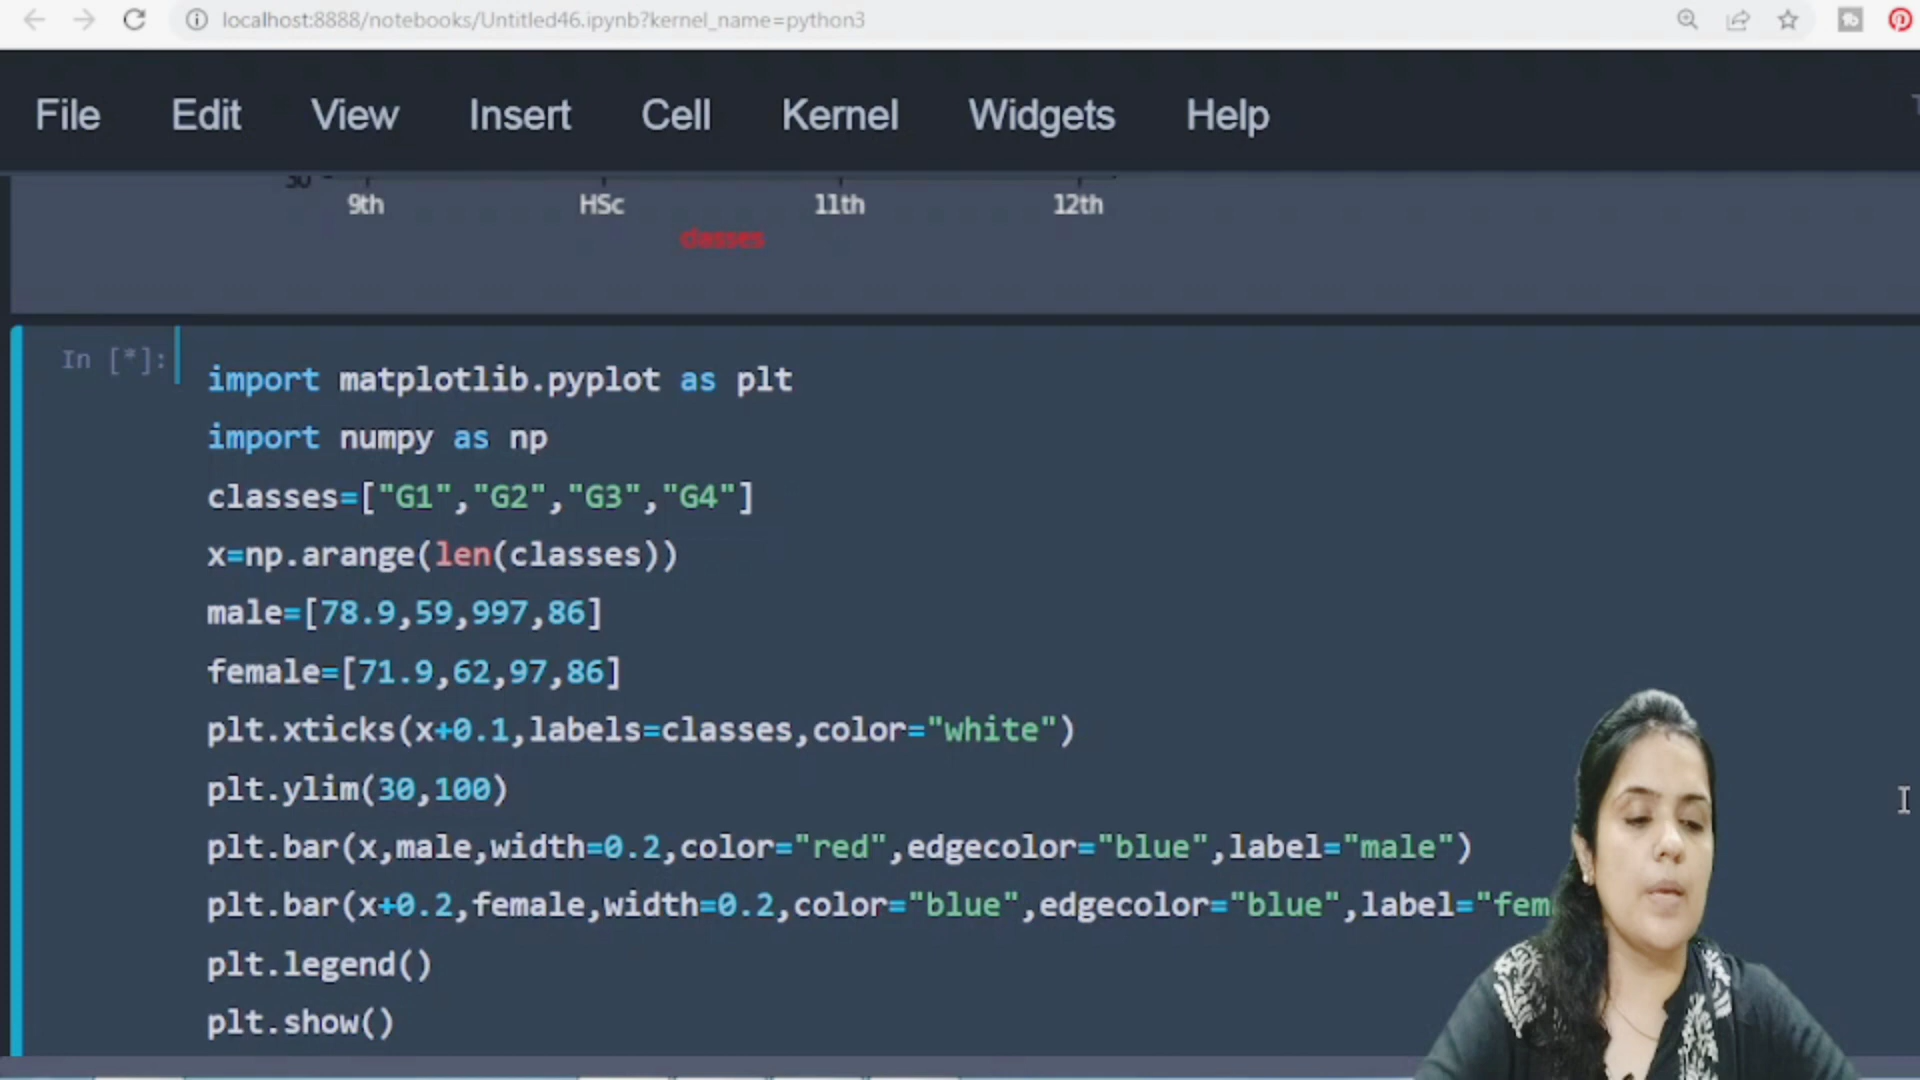 localhost:8888/notebooks/Untitled46.ipynb?kernel_name=python3
File Edit View Insert Cell Kernel Widgets Help
30
9th HSc 11th 12th
classes
In [*]:
import matplotlib.pyplot as plt
import numpy as np
classes=["G1","G2","G3","G4"]
x=np.arange(len(classes))
male=[78.9,59,997,86]
female=[71.9,62,97,86]
plt.xticks(x+0.1,labels=classes,color="white")
plt.ylim(30,100)
plt.bar(x,male,width=0.2,color="red",edgecolor="blue",label="male")
plt.bar(x+0.2,female,width=0.2,color="blue",edgecolor="blue",label="fem
plt.legend()
plt.show()